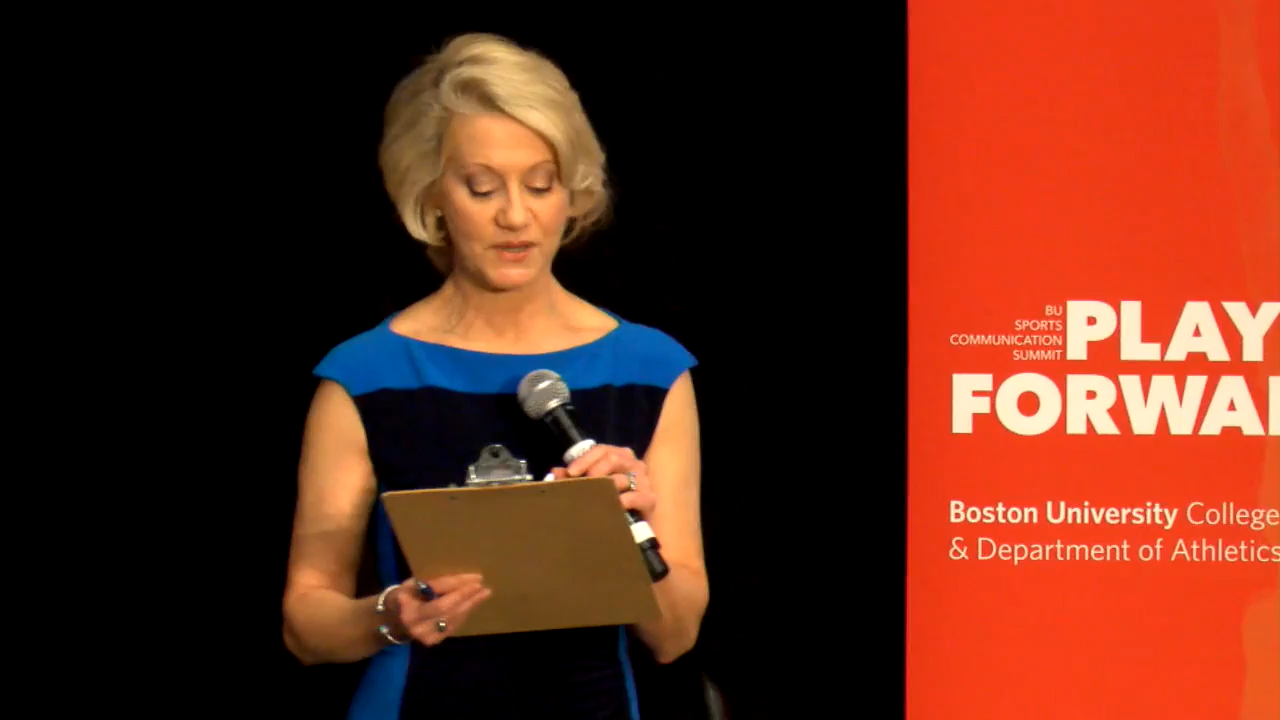 BU
SPORTS
COMMUNICATION
SUMMIT
PLAY
FORWA
Boston University College
& Department of Athletics